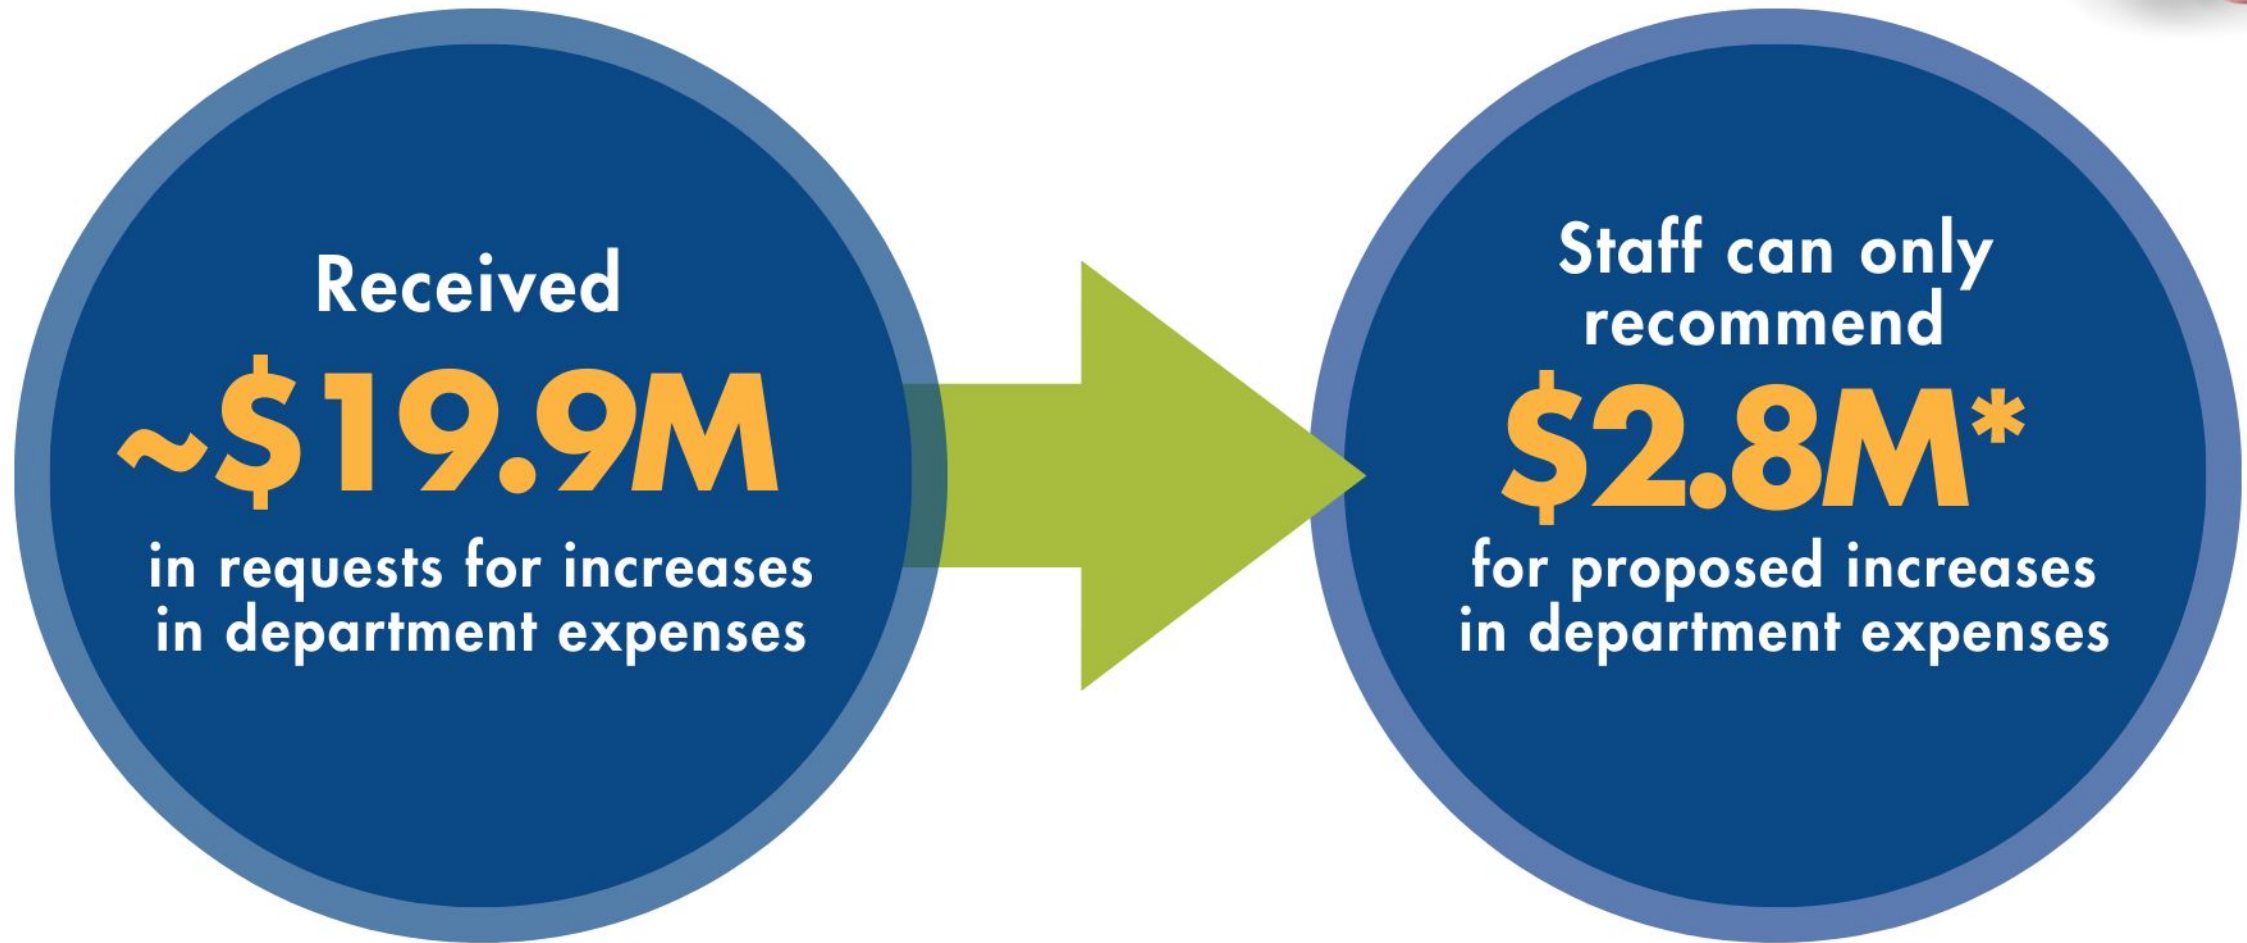 Received
~$19.9M
in requests for increases
in department expenses
Staff can only
recommend
$2.8M*
for proposed increases
in department expenses